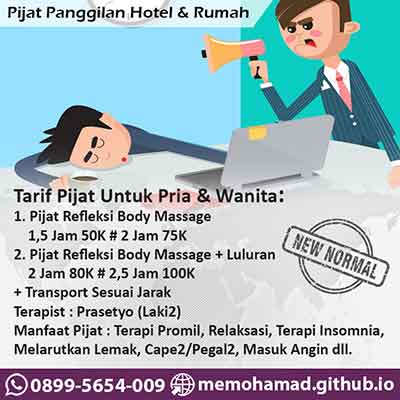 Pijat Panggilan Hotel & Rumah
Tarif Pijat Untuk Pria & Wanita:
1. Pijat Refleksi Body Massage
1,5 Jam 50K # 2 Jam 75K
2. Pijat Refleksi Body Massage + Luluran
2 Jam 80K # 2,5 Jam 100K
+ Transport Sesuai Jarak
Terapist : Prasetyo (Laki2)
Manfaat Pijat : Terapi Promil, Relaksasi, Terapi Insomnia,
Melarutkan Lemak, Cape2/Pegal2, Masuk Angin dll.
NEW NORMAL
0899-5654-009 memohamad.github.io